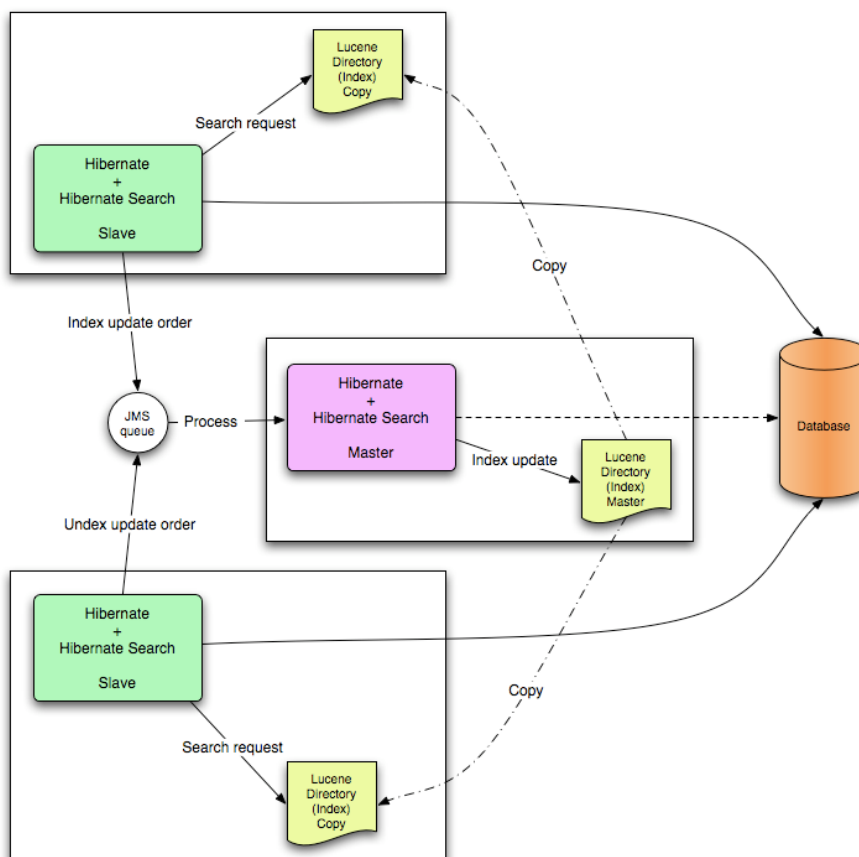 Lucene
Directory
(Index)
Copy
Search request
Hibernate
+
Hibernate Search
Slave
Copy
Index update order
Hibernate
+
Hibernate Search
Master
JMS
queue
Process
Database
Index update
Lucene
Directory
(Index)
Master
Undex update order
Hibernate
+
Hibernate Search
Slave
Copy
Search request
Lucene
Directory
(Index)
Copy